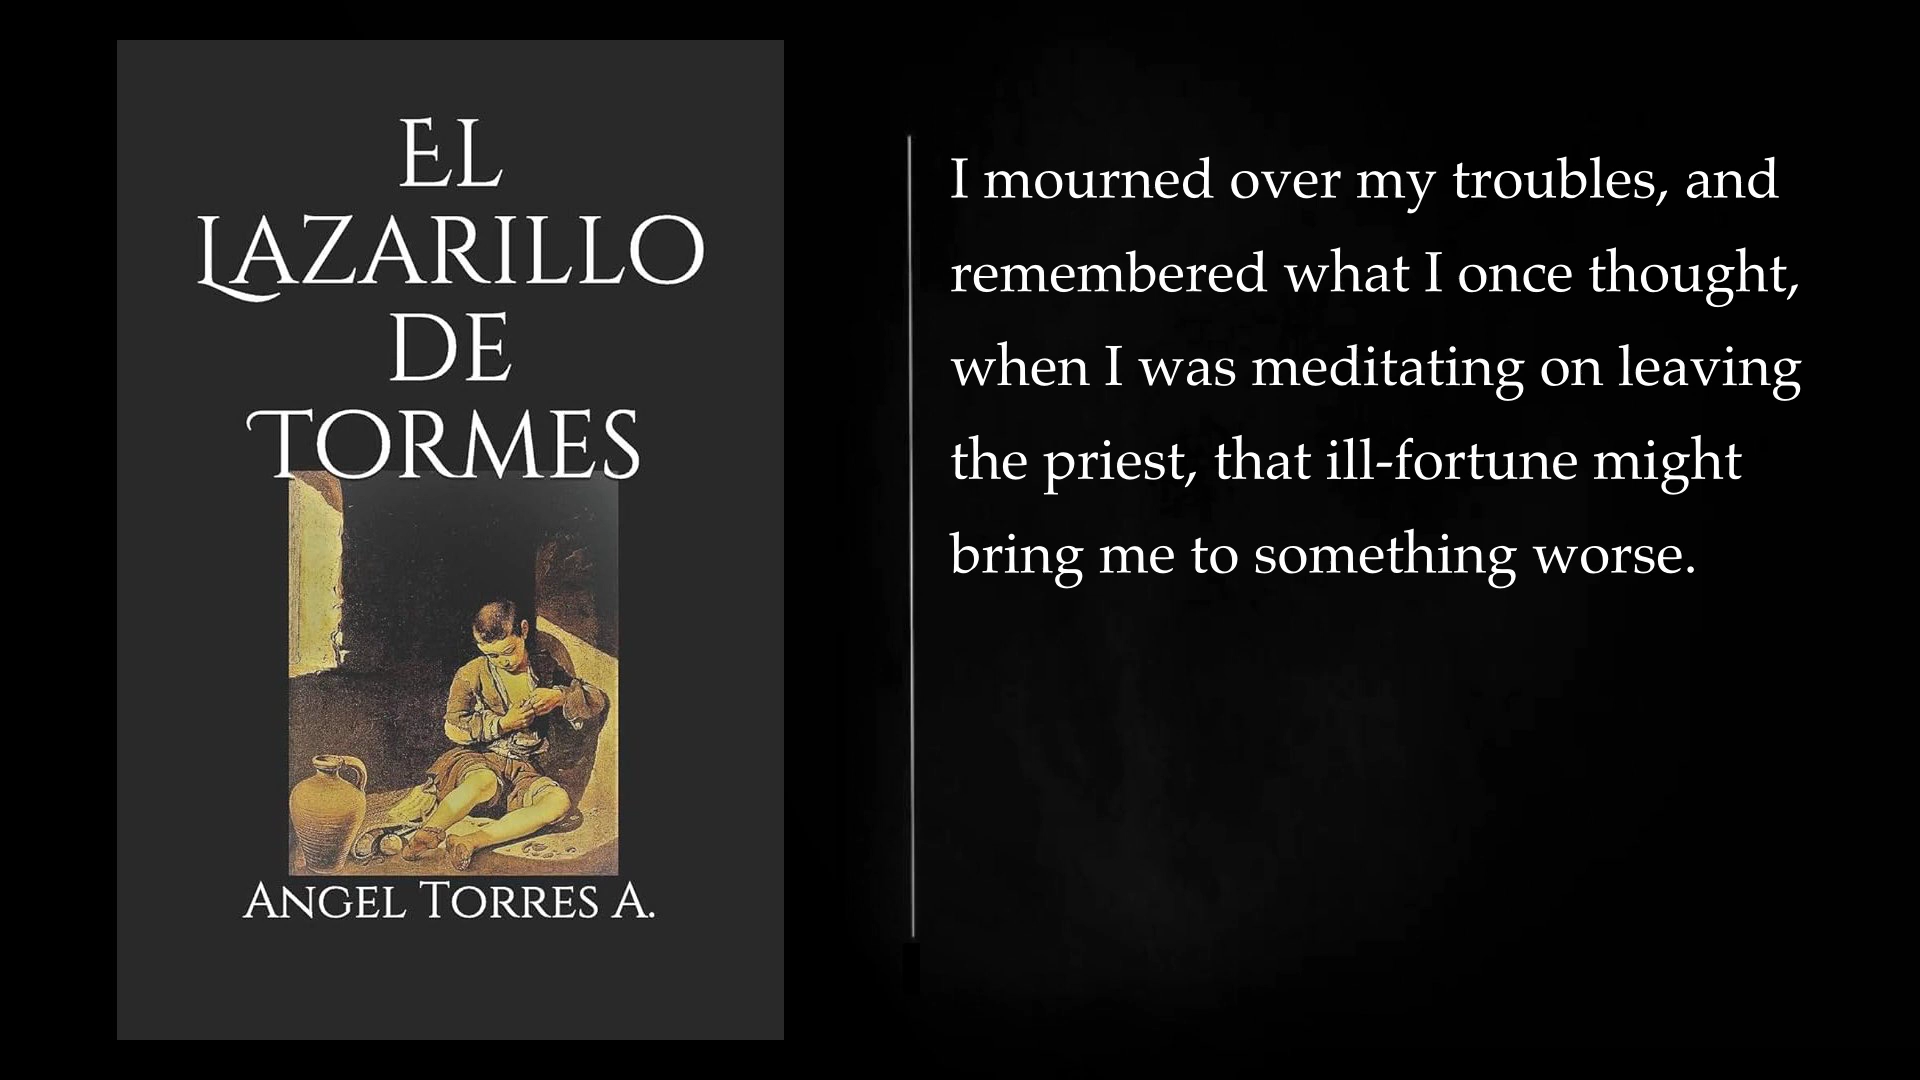 EL
LAZARILLO
DE
TORMES
ANGEL TORRES A.
I mourned over my troubles, and
remembered what I once thought,
when I was meditating on leaving
the priest, that ill-fortune might
bring me to something worse.